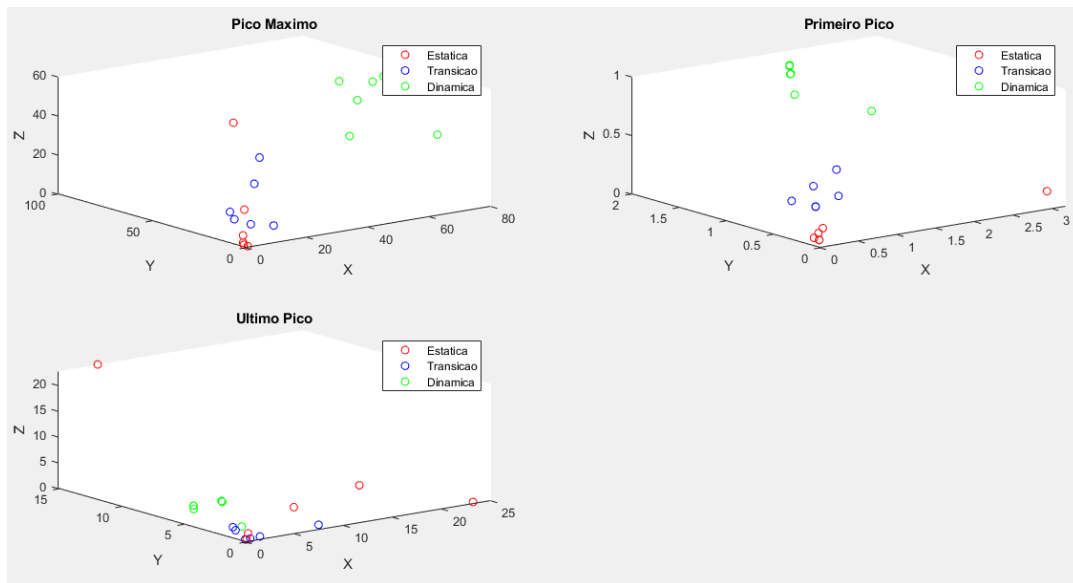 Pico Maximo
Estatica
Transicao
Dinamica
60
40
20
0
Z
100
50
0
Y
0
20
40
60
80
X
Primeiro Pico
Estatica
Transicao
Dinamica
1
0.5
0
Z
2
1.5
1
0.5
0
Y
0
0.5
1
1.5
2
2.5
3
X
Ultimo Pico
Estatica
Transicao
Dinamica
20
15
10
5
0
Z
15
10
5
0
Y
0
5
10
15
20
25
X